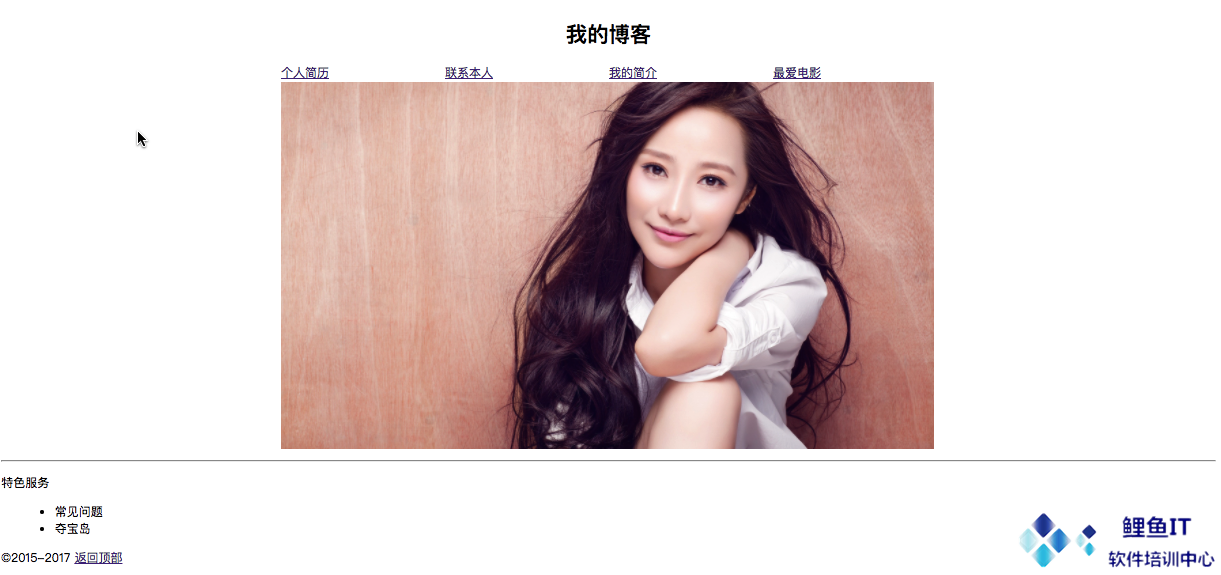 我的博客
个人简历 联系本人 我的简介 最爱电影
特色服务
常见问题
夺宝岛
©2015–2017 返回顶部
鲤鱼IT
软件培训中心